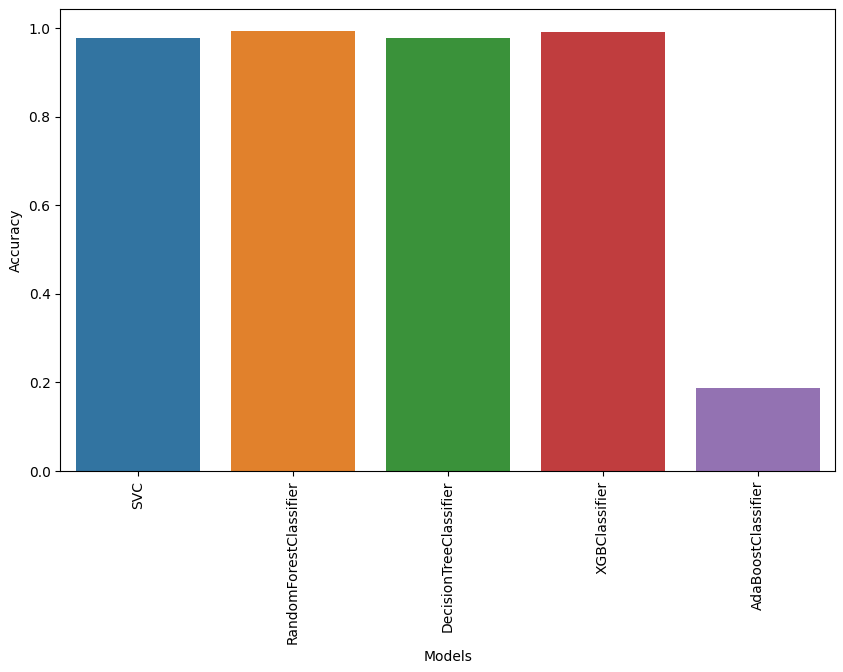 1.0
0.8
0.6
0.4
0.2
0.0
Accuracy
SVC
RandomForestClassifier
DecisionTreeClassifier
XGBClassifier
AdaBoostClassifier
Models